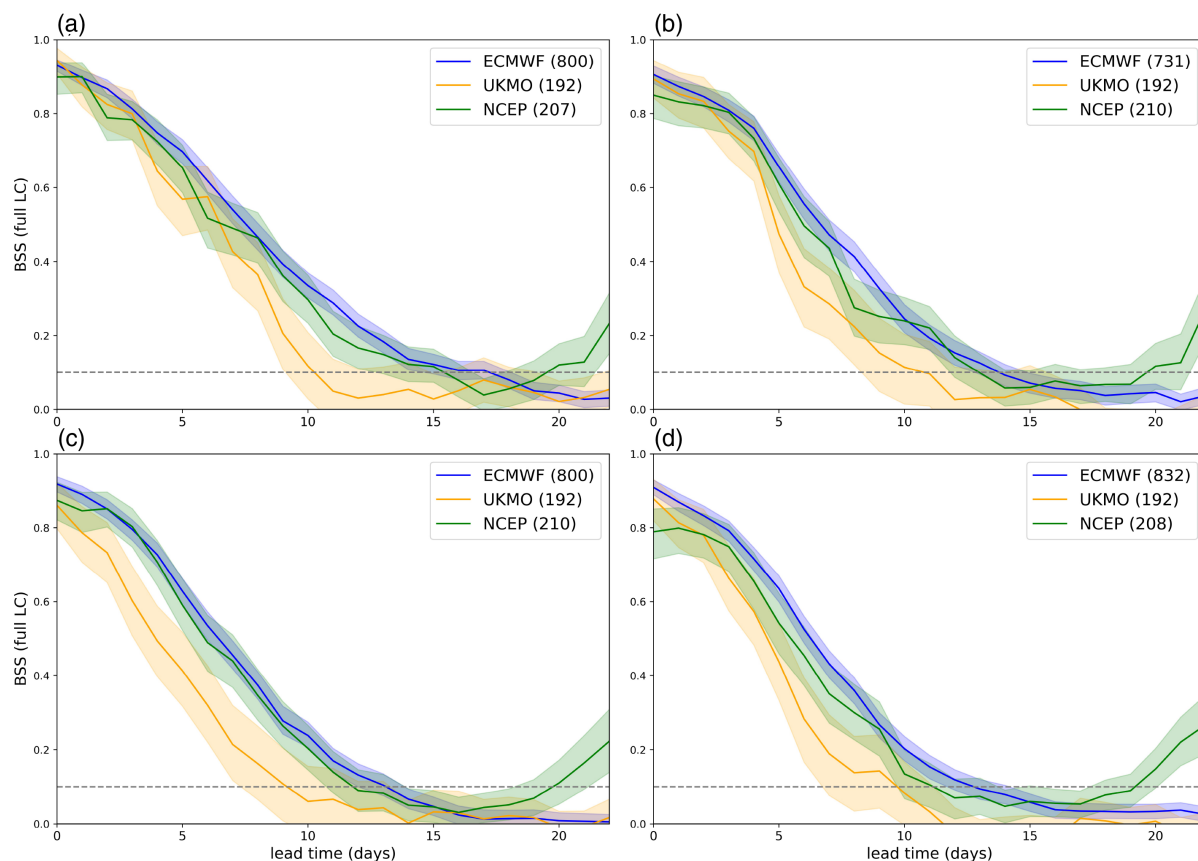 (a)
(b)
1.0
0.8
0.6
0.4
0.2
0.0
BSS (full LC)
ECMWF (800)
UKMO (192)
NCEP (207)
0
5
10
15
20
1.0
0.8
0.6
0.4
0.2
0.0
ECMWF (731)
UKMO (192)
NCEP (210)
0
5
10
15
20
(c)
(d)
1.0
0.8
0.6
0.4
0.2
0.0
BSS (full LC)
ECMWF (800)
UKMO (192)
NCEP (210)
0
5
10
15
20
lead time (days)
1.0
0.8
0.6
0.4
0.2
0.0
ECMWF (832)
UKMO (192)
NCEP (208)
0
5
10
15
20
lead time (days)